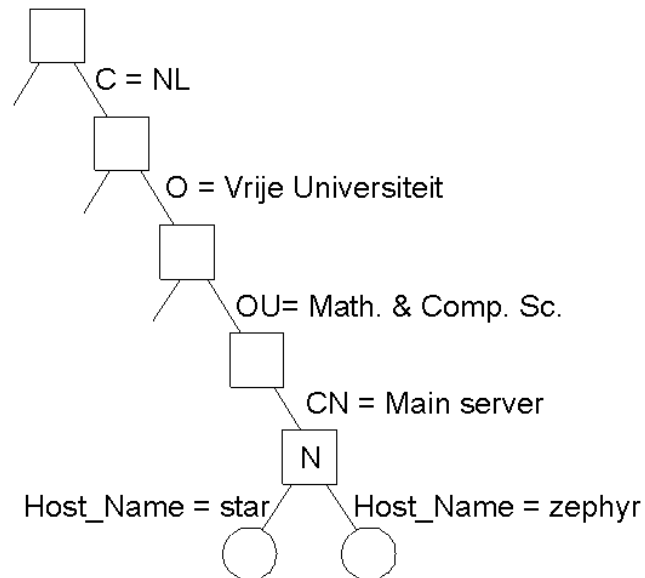 C = NL
O = Vrije Universiteit
OU= Math. & Comp. Sc.
CN = Main server
N
Host_Name = star
Host_Name = zephyr